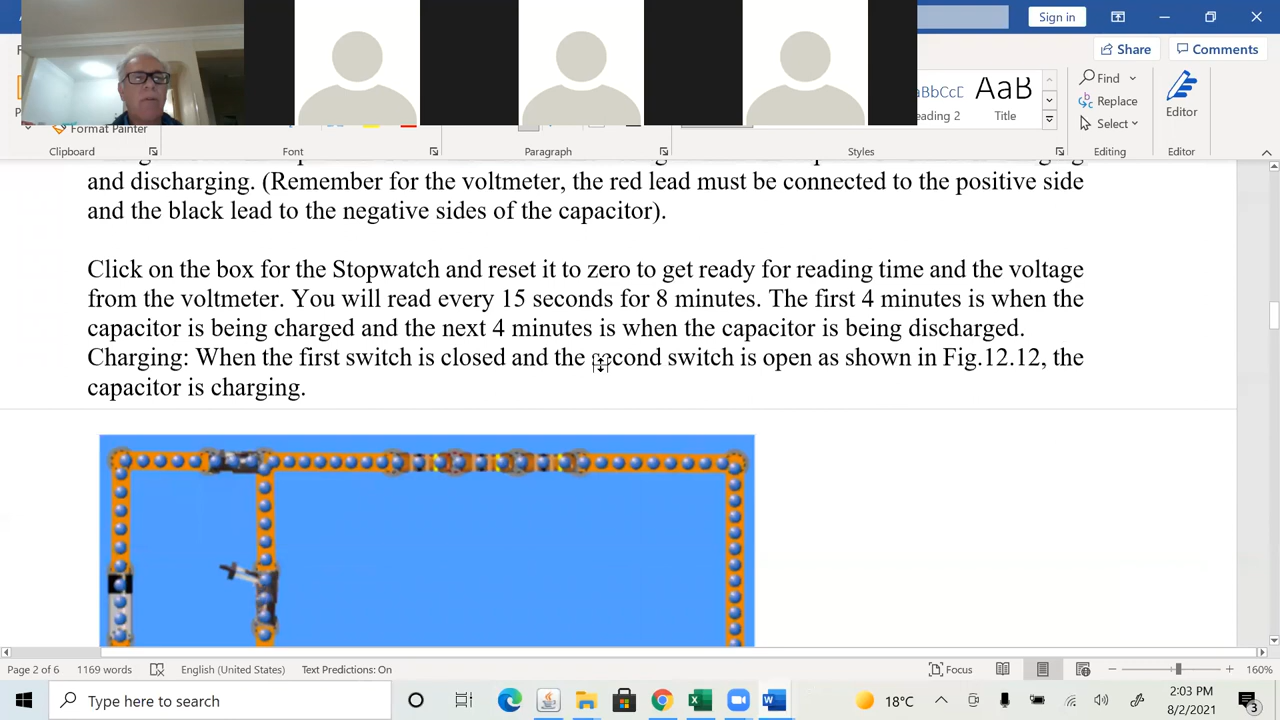 Sign in
Share
Comments
Format Painter
Clipboard
Font
Paragraph
AaB
eading 2
Title
Styles
Find
Replace
Select
Editing
Editor
Editor
and discharging. (Remember for the voltmeter, the red lead must be connected to the positive side
and the black lead to the negative sides of the capacitor).
Click on the box for the Stopwatch and reset it to zero to get ready for reading time and the voltage
from the voltmeter. You will read every 15 seconds for 8 minutes. The first 4 minutes is when the
capacitor is being charged and the next 4 minutes is when the capacitor is being discharged.
Charging: When the first switch is closed and the second switch is open as shown in Fig.12.12, the
capacitor is charging.
Page 2 of 6
1169 words
English (United States)
Text Predictions: On
Focus
160%
Type here to search
18°C
2:03 PM
8/2/2021
3